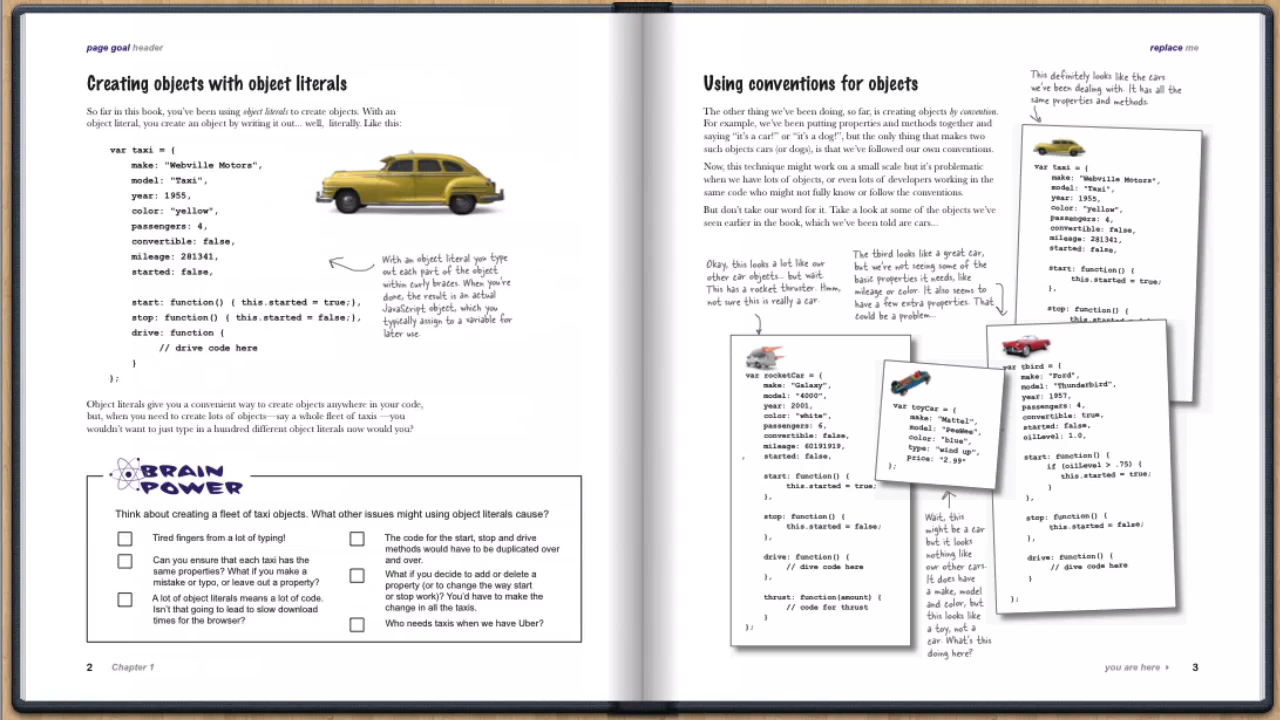 page goal header
Creating objects with object literals
So far in this book, you've been using object literals to create objects. With an
object literal, you create an object by writing it out... well, literally. Like this:
var taxi = {
make: "Webville Motors",
model: "Taxi",
year: 1955,
color: "yellow",
passengers: 4,
convertible: false,
mileage: 281341,
started: false,
start: function() { this.started = true;},
stop: function() { this.started = false;},
drive: function {
// drive code here
}
};
With an object literal you type
out each part of the object
within curly braces. When you're
done, the result is an actual
JavaScript object, which you
typically assign to a variable for
later use.
Object literals give you a convenient way to create objects anywhere in your code,
but, when you need to create lots of objects—say a whole fleet of taxis —you
wouldn't want to just type in a hundred different object literals now would you?
BRAIN
POWER
Think about creating a fleet of taxi objects. What other issues might using object literals cause?
Tired fingers from a lot of typing!
Can you ensure that each taxi has the
same properties? What if you make a
mistake or typo, or leave out a property?
A lot of object literals means a lot of code.
Isn't that going to lead to slow download
times for the browser?
The code for the start, stop and drive
methods would have to be duplicated over
and over.
What if you decide to add or delete a
property (or to change the way start
or stop work)? You'd have to make the
change in all the taxis.
Who needs taxis when we have Uber?
2 Chapter 1
replace me
Using conventions for objects
The other thing we've been doing, so far, is creating objects by convention.
For example, we've been putting properties and methods together and
saying "it's a car!" or "it's a dog!", but the only thing that makes two
such objects cars (or dogs), is that we've followed our own conventions.
Now, this technique might work on a small scale but it's problematic
when we have lots of objects, or even lots of developers working in the
same code who might not fully know or follow the conventions.
But don't take our word for it. Take a look at some of the objects we've
seen earlier in the book, which we've been told are cars...
This definitely looks like the cars
we've been dealing with. It has all the
same properties and methods.
var taxi = {
make: "Webville Motors",
model: "Taxi",
year: 1955,
color: "yellow",
passengers: 4,
convertible: false,
mileage: 281341,
started: false,
start: function() {
this.started = true;
},
stop: function() {
this.started
Okay, this looks a lot like our
other car objects... but wait.
This has a rocket thruster. Hmm,
not sure this is really a car.
The third looks like a great car,
but we're not seeing some of the
basic properties it needs, like
mileage or color. It also seems to
have a few extra properties. That
could be a problem...
var rocketCar = {
make: "Galaxy",
model: "4000",
year: 2001,
color: "white",
passengers: 6,
convertible: false,
mileage: 60191919,
started: false,
start: function() {
this.started = true;
},
stop: function() {
this.started = false;
},
drive: function() {
// dive code here
},
thrust: function(amount) {
// code for thrust
}
};
var toyCar = {
make: "Mattel",
model: "PeeWee",
color: "blue",
type: "wind up",
price: "2.99"
};
Wait, this
might be a car
but it looks
nothing like
our other cars.
It does have
a make, model
and color, but
this looks like
a toy, not a
car. What's this
doing here?
var tbird = {
make: "Ford",
model: "Thunderbird",
year: 1957,
passengers: 4,
convertible: true,
started: false,
oilLevel: 1.0,
start: function() {
if (oilLevel > .75) {
this.started = true;
}
},
stop: function() {
this.started = false;
},
drive: function() {
// dive code here
}
};
you are here ▸ 3